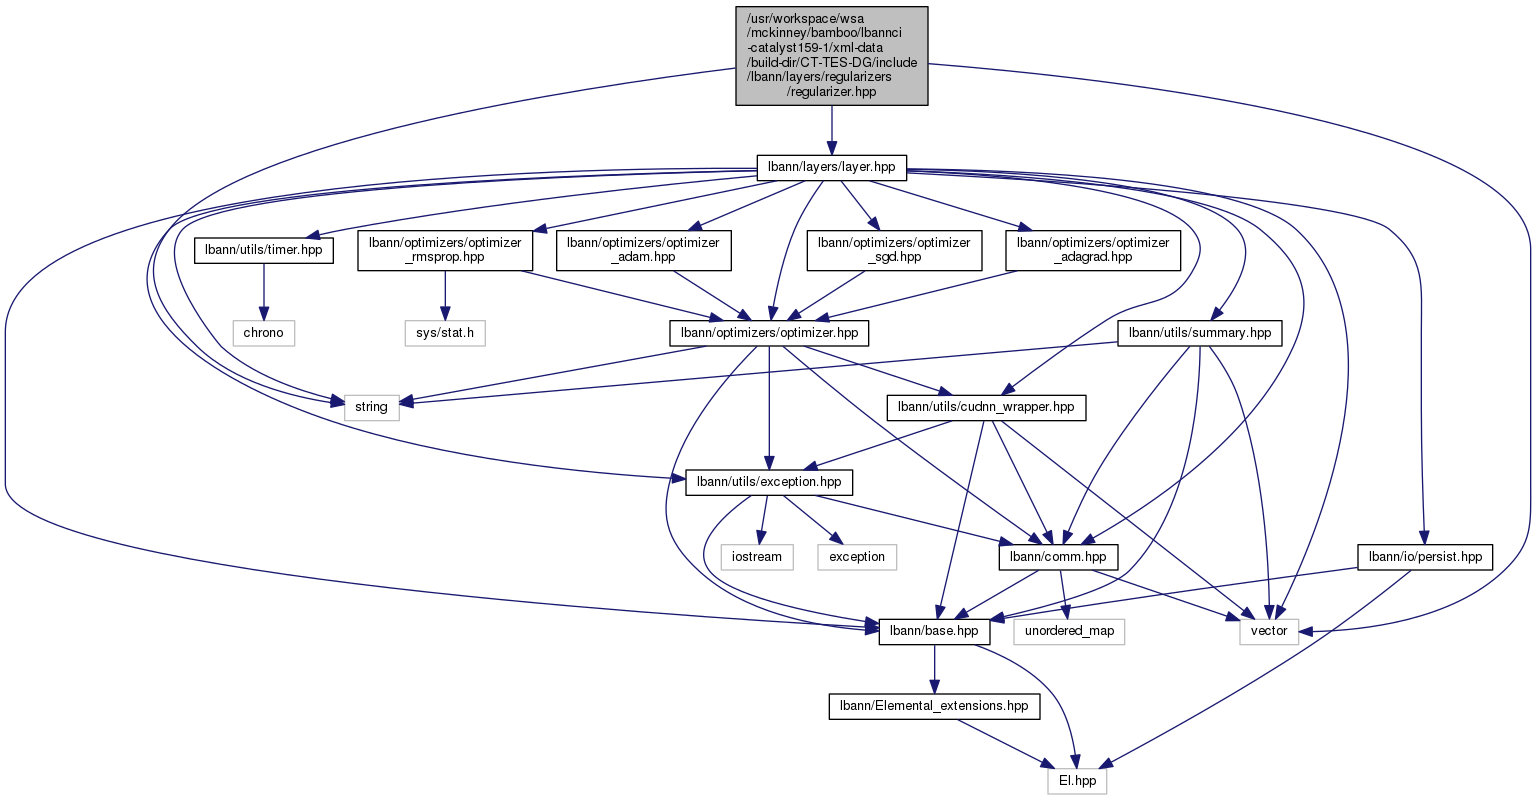 /usr/workspace/wsa
/mckinney/bamboo/lbannci
-catalyst159-1/xml-data
/build-dir/CT-TES-DG/include
/lbann/layers/regularizers
/regularizer.hpp
lbann/layers/layer.hpp
lbann/utils/timer.hpp
lbann/optimizers/optimizer
_rmsprop.hpp
lbann/optimizers/optimizer
_adam.hpp
lbann/optimizers/optimizer
_sgd.hpp
lbann/optimizers/optimizer
_adagrad.hpp
chrono
sys/stat.h
lbann/optimizers/optimizer.hpp
lbann/utils/summary.hpp
string
lbann/utils/cudnn_wrapper.hpp
lbann/utils/exception.hpp
iostream
exception
lbann/comm.hpp
lbann/io/persist.hpp
lbann/base.hpp
unordered_map
vector
lbann/Elemental_extensions.hpp
El.hpp